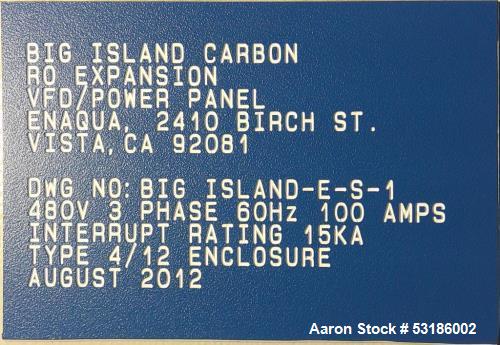 BIG ISLAND CARBON
RO EXPANSION
VFD/POWER PANEL
ENAQUA, 2410 BIRCH ST.
VISTA,CA 92081
DWG NO:BIG ISLAND-E-S-1
480V 3 PHASE 60Hz 100 AMPS
INTERRUPT RATING 15KA
TYPE 4/12 ENCLOSURE
AUGUST 2012
Aaron Stock # 53186002